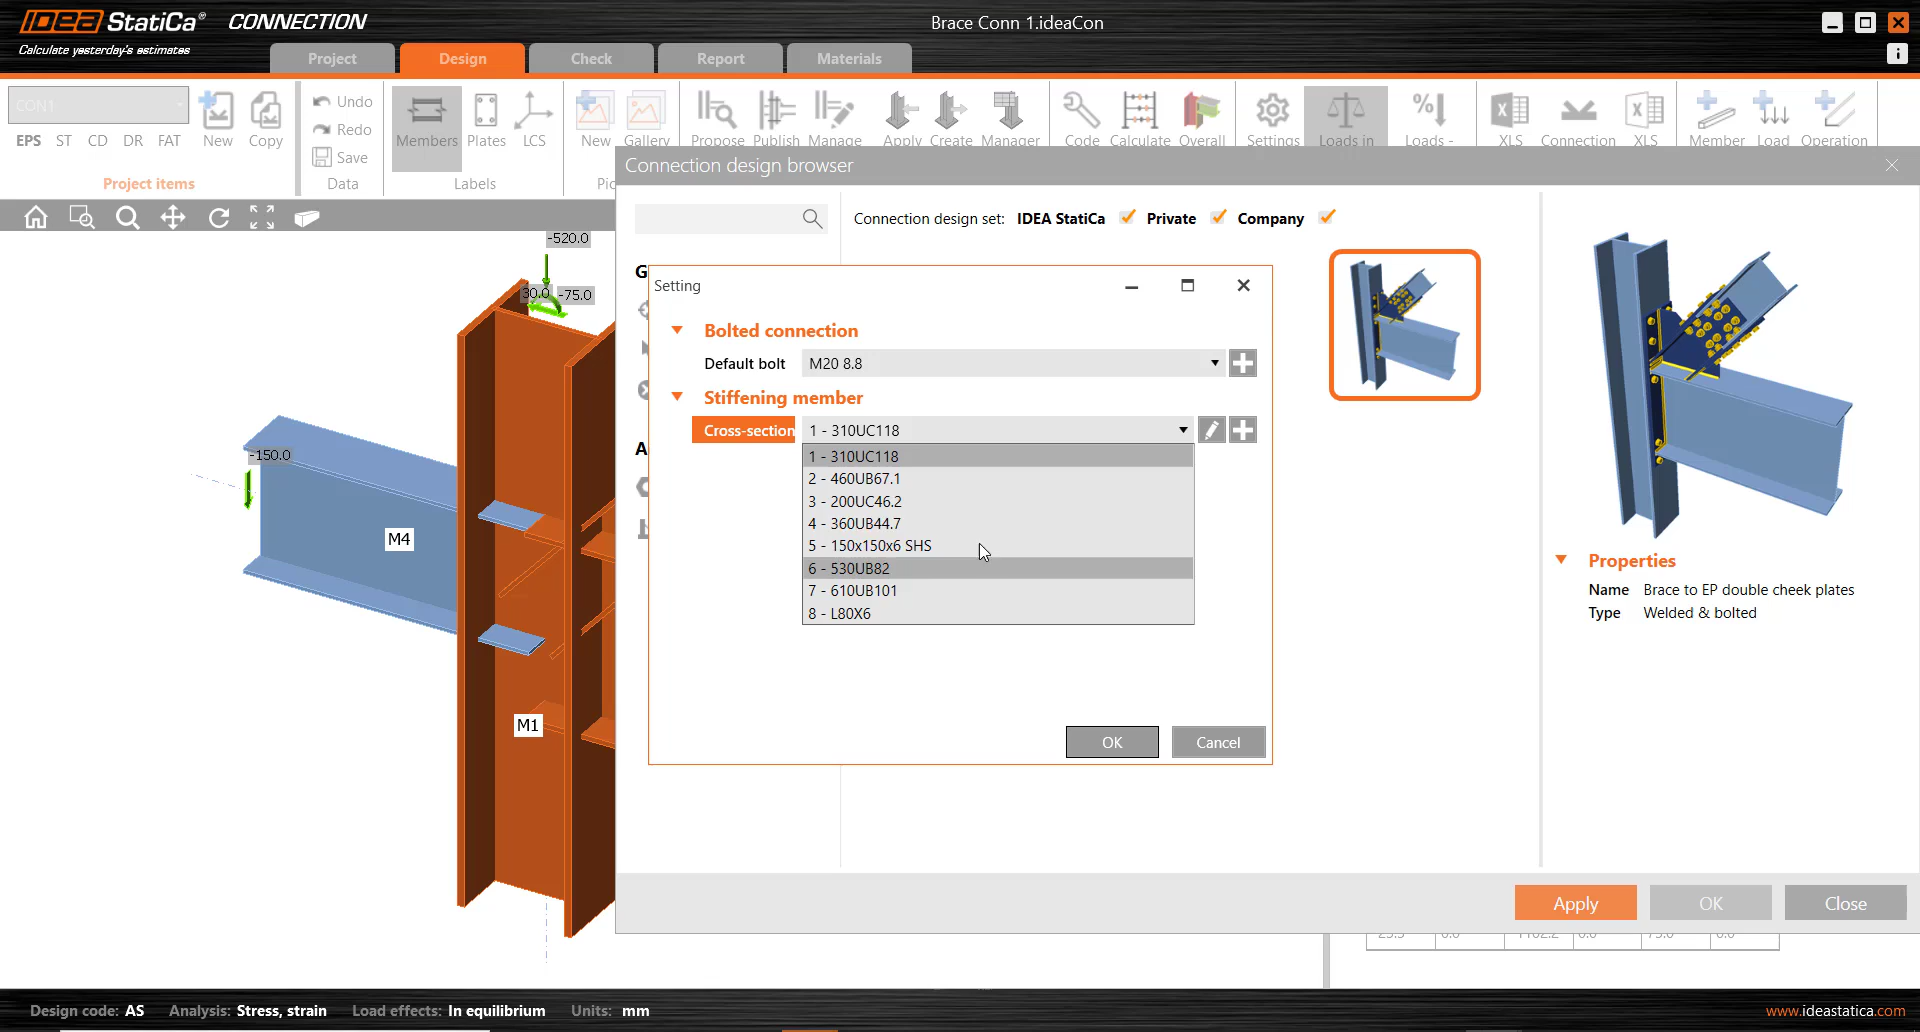 IDEA StatiCa® CONNECTION
Calculate yesterday's estimates
Brace Conn 1.ideaCon
Project
Design
Check
Report
Materials
CON1
EPS ST CD DR FAT
New
Copy
Undo
Redo
Save
Members
Plates
LCS
New
Gallery
Propose
Publish
Manage
Apply
Create
Manager
Code
Calculate
Overall
Settings
Loads in
Loads -
XLS
Connection
XLS
Member
Load
Operation
Project items
Data
Labels
Pic
Connection design browser
Connection design set: IDEA StatiCa Private Company
-520.0
30.0
-75.0
-150.0
M4
M1
G
A
Setting
Bolted connection
Default bolt M20 8.8
Stiffening member
Cross-section 1 - 310UC118
1 - 310UC118
2 - 460UB67.1
3 - 200UC46.2
4 - 360UB44.7
5 - 150x150x6 SHS
6 - 530UB82
7 - 610UB101
8 - L80X6
OK
Cancel
Properties
Name Brace to EP double cheek plates
Type Welded & bolted
Apply
OK
Close
Design code: AS Analysis: Stress, strain Load effects: In equilibrium Units: mm
www.ideastatica.com